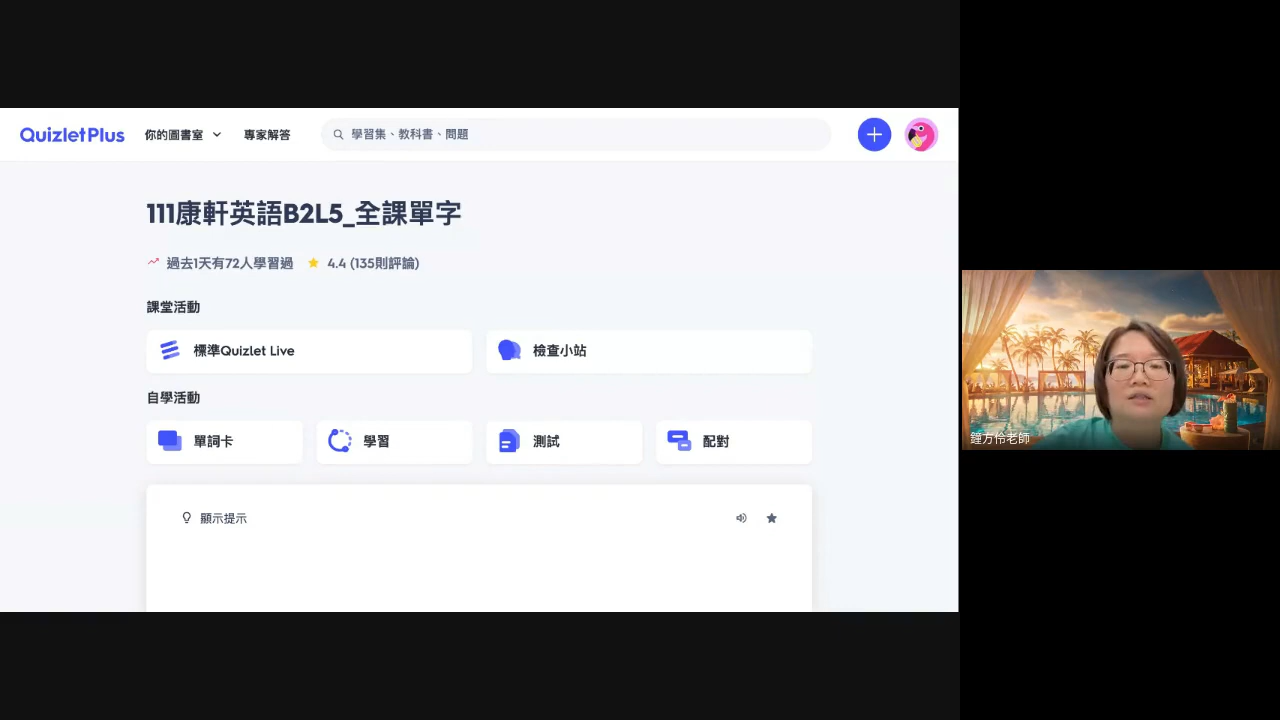 QuizletPlus 你的圖書室 專家解答 學習集、教科書、問題
111康軒英語B2L5_全課單字
過去1天有72人學習過 4.4 (135則評論)
課堂活動
標準Quizlet Live 檢查小站
自學活動
單詞卡 學習 測試 配對
顯示提示
鐘方伶老師